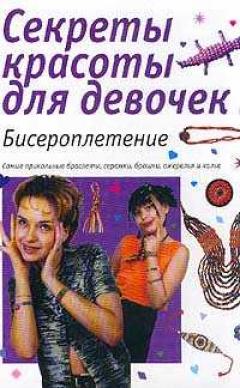 Секреты
красоты
для девочек
Бисероплетение
Самые прикольные браслеты, сережки, броши, ожерелья и колье